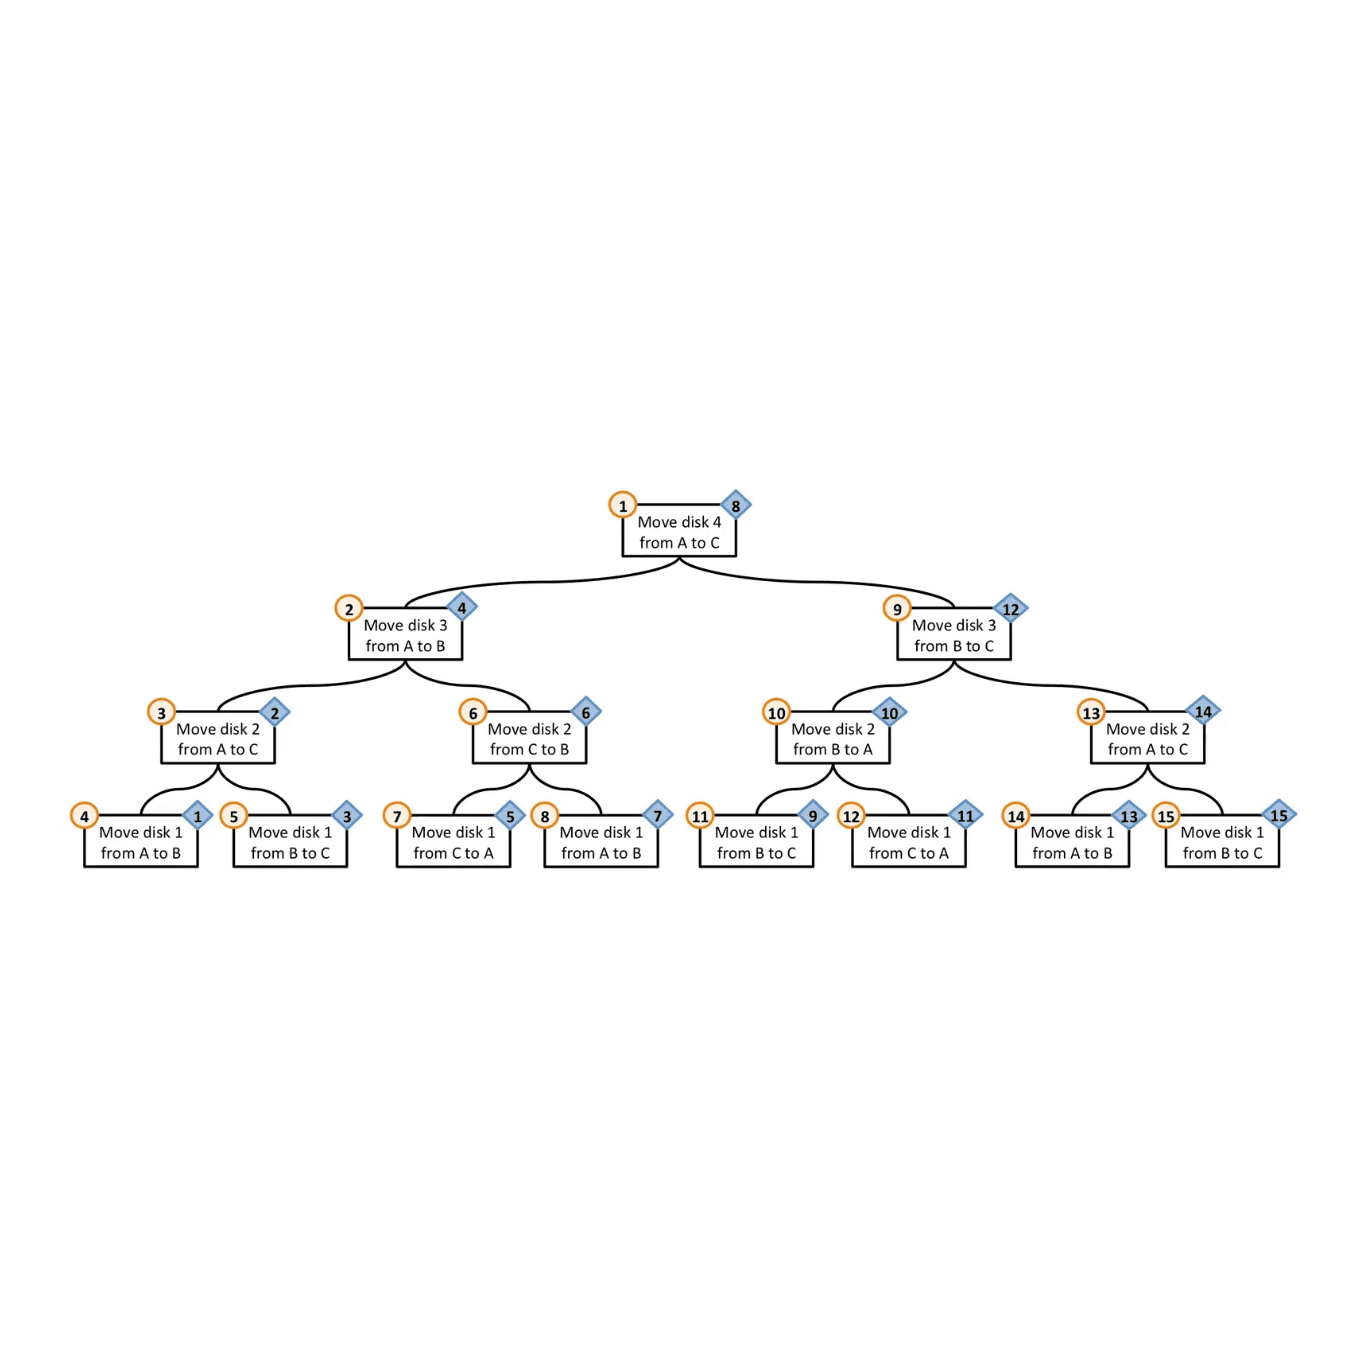 1 8
Move disk 4
from A to C
2 4 9 12
Move disk 3 Move disk 3
from A to B from B to C
3 2 6 6 10 10 13 14
Move disk 2 Move disk 2 Move disk 2 Move disk 2
from A to C from C to B from B to A from A to C
4 1 5 3 7 5 8 7 11 9 12 11 14 13 15 15
Move disk 1 Move disk 1 Move disk 1 Move disk 1 Move disk 1 Move disk 1 Move disk 1 Move disk 1
from A to B from B to C from C to A from A to B from B to C from C to A from A to B from B to C